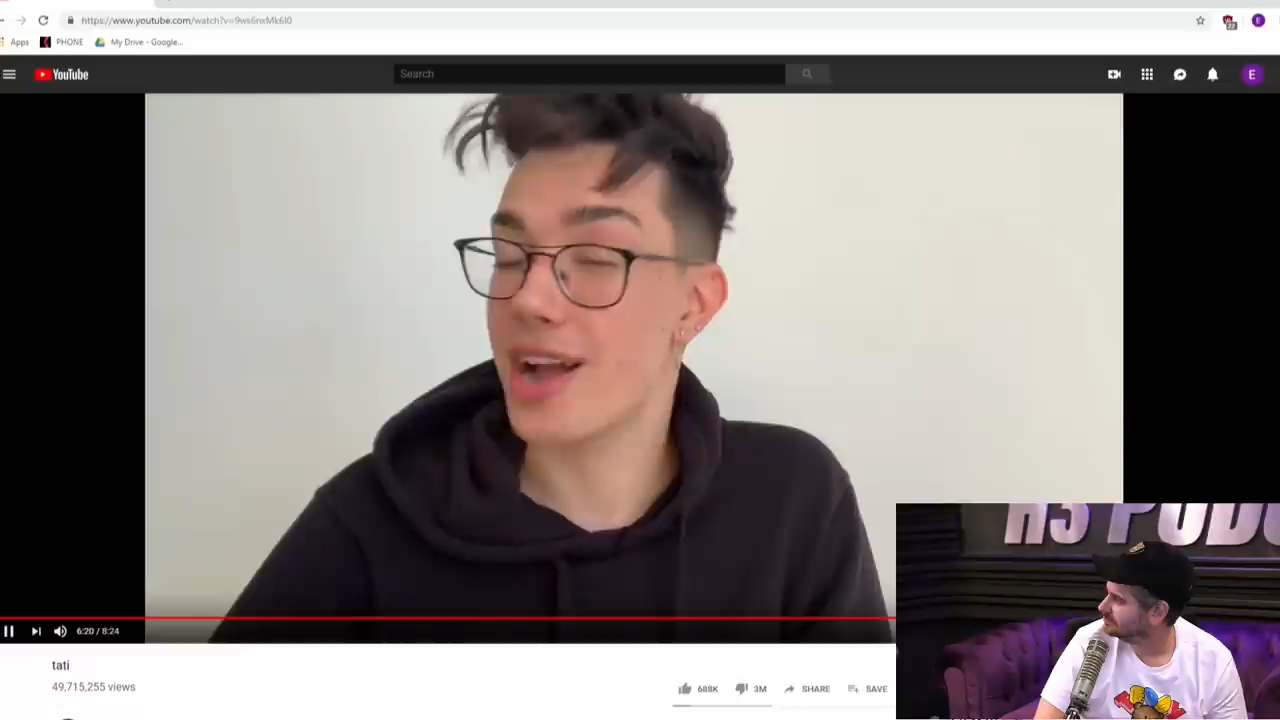 https://www.youtube.com/watch?v=9ws6nxMk6l0
Apps PHONE My Drive - Google...
YouTube
Search
E
6:20 / 8:24
tati
49,715,255 views
688K 3M SHARE SAVE
H3 PODC